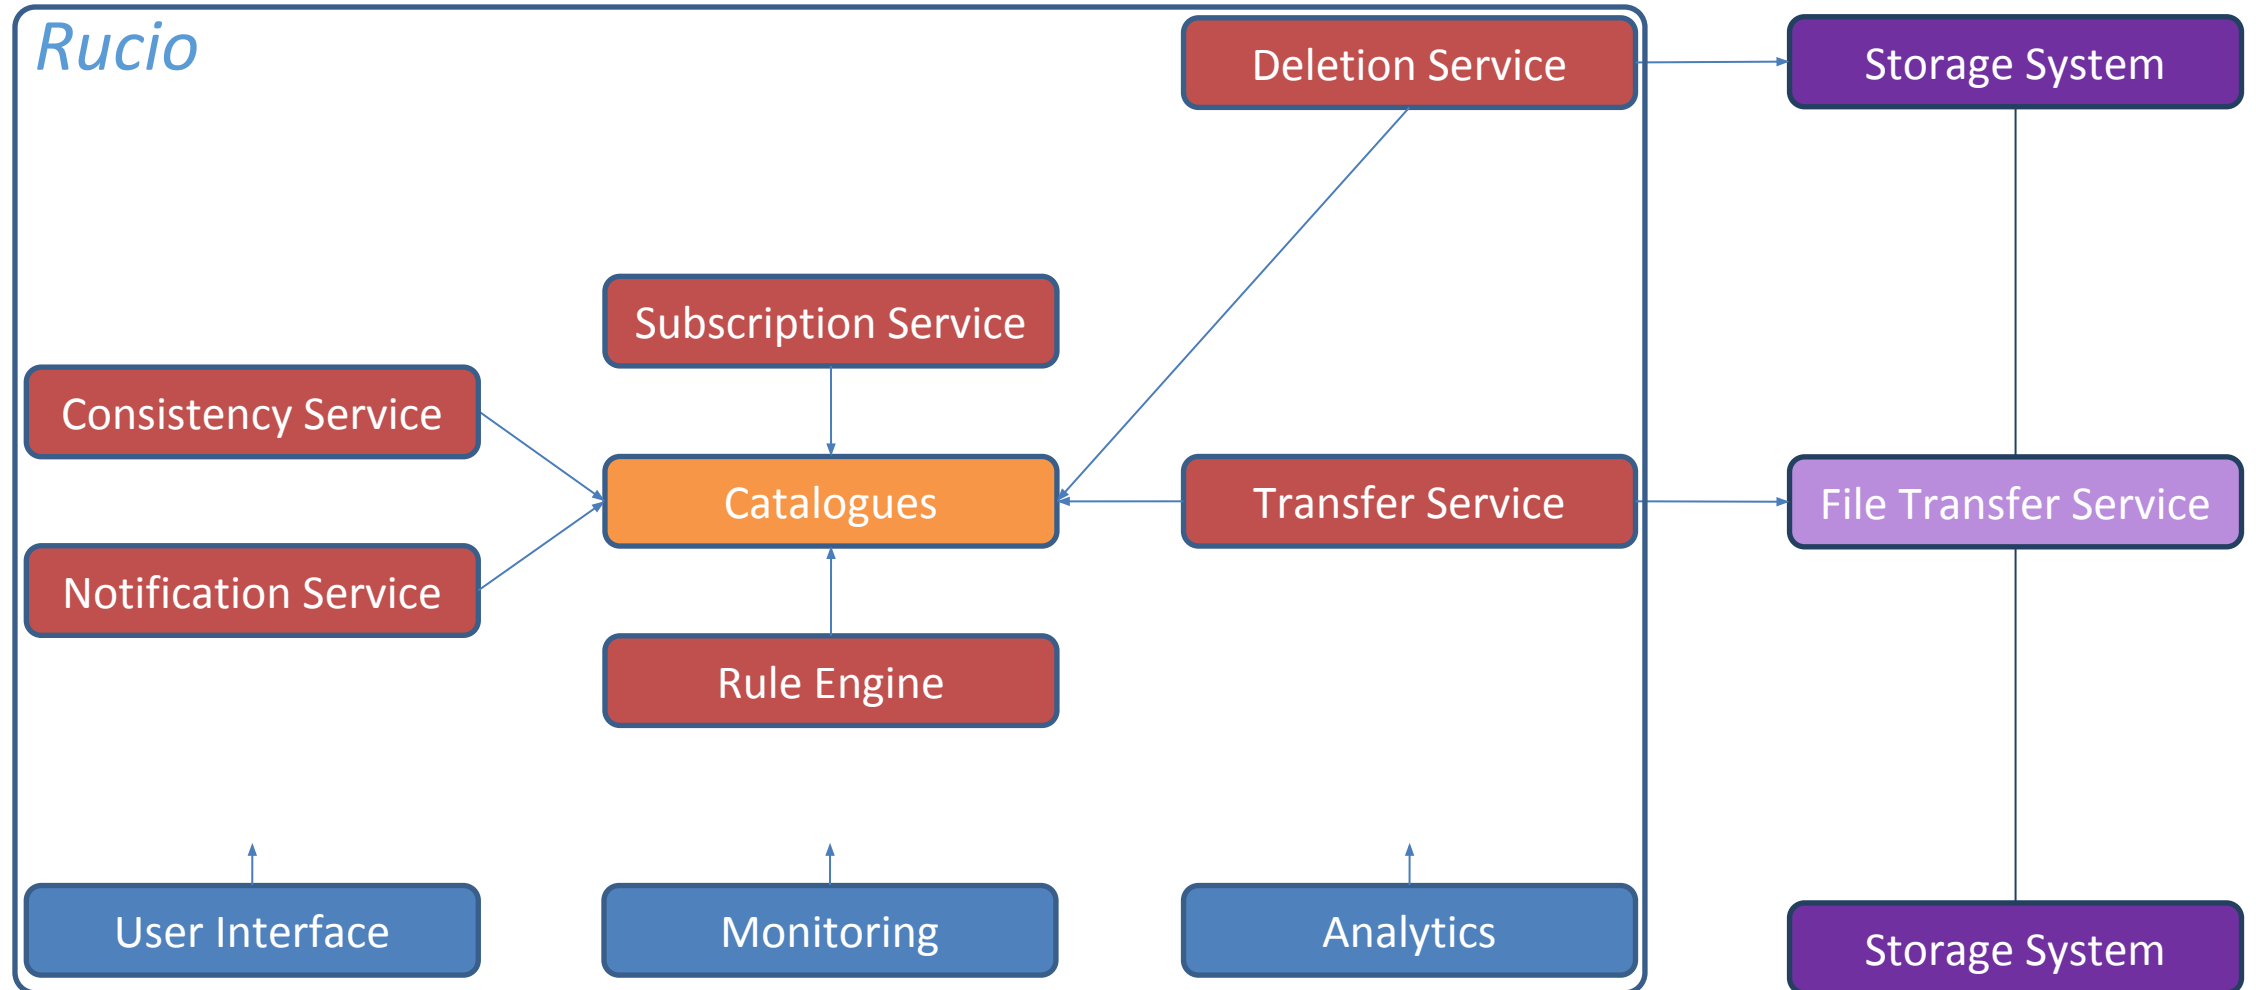 Rucio
Deletion Service
Storage System
Subscription Service
Consistency Service
Catalogues
Transfer Service
File Transfer Service
Notification Service
Rule Engine
User Interface
Monitoring
Analytics
Storage System